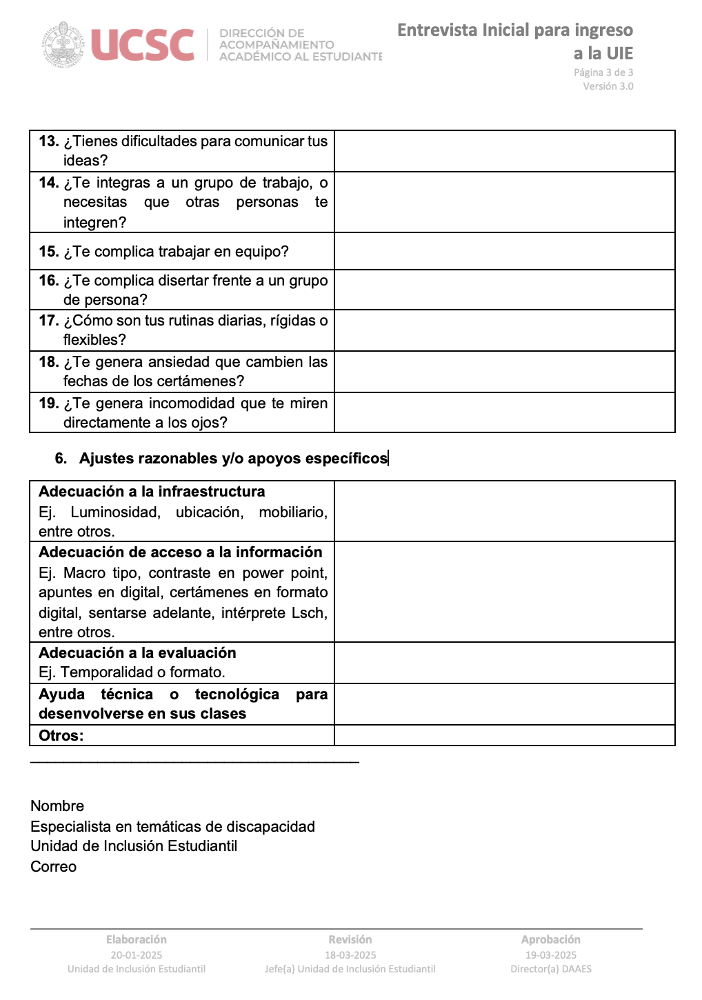 UCSC
DIRECCIÓN DE
ACOMPAÑAMIENTO
ACADÉMICO AL ESTUDIANTE
Entrevista Inicial para ingreso
a la UIE
Página 3 de 3
Versión 3.0
13. ¿Tienes dificultades para comunicar tus
ideas?
14. ¿Te integras a un grupo de trabajo, o
necesitas que otras personas te
integren?
15. ¿Te complica trabajar en equipo?
16. ¿Te complica disertar frente a un grupo
de persona?
17. ¿Cómo son tus rutinas diarias, rígidas o
flexibles?
18. ¿Te genera ansiedad que cambien las
fechas de los certámenes?
19. ¿Te genera incomodidad que te miren
directamente a los ojos?
6. Ajustes razonables y/o apoyos específicos
Adecuación a la infraestructura
Ej. Luminosidad, ubicación, mobiliario,
entre otros.
Adecuación de acceso a la información
Ej. Macro tipo, contraste en power point,
apuntes en digital, certámenes en formato
digital, sentarse adelante, intérprete Lsch,
entre otros.
Adecuación a la evaluación
Ej. Temporalidad o formato.
Ayuda técnica o tecnológica para
desenvolverse en sus clases
Otros:
Nombre
Especialista en temáticas de discapacidad
Unidad de Inclusión Estudiantil
Correo
Elaboración
20-01-2025
Unidad de Inclusión Estudiantil
Revisión
18-03-2025
Jefe(a) Unidad de Inclusión Estudiantil
Aprobación
19-03-2025
Director(a) DAAES